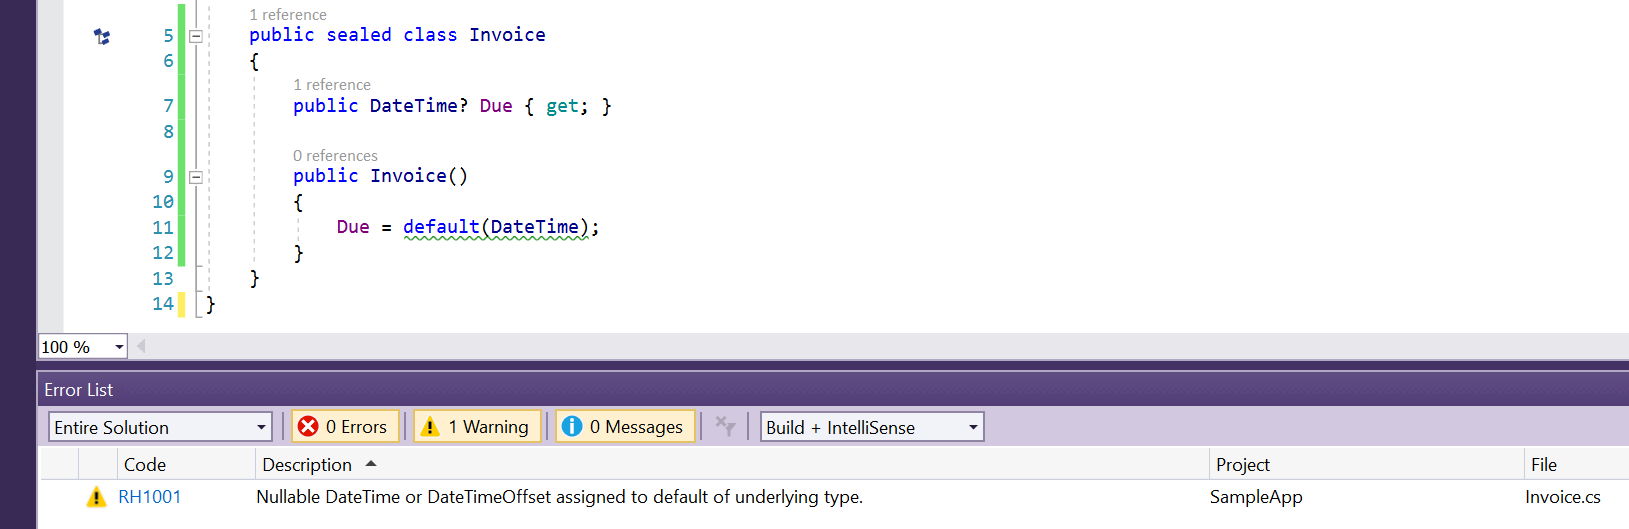 1 reference
5 public sealed class Invoice
6 {
1 reference
7 public DateTime? Due { get; }
8
0 references
9 public Invoice()
10 {
11 Due = default(DateTime);
12 }
13 }
14 }
100 %
Error List
Entire Solution 0 Errors 1 Warning 0 Messages Build + IntelliSense
Code Description Project File
RH1001 Nullable DateTime or DateTimeOffset assigned to default of underlying type. SampleApp Invoice.cs